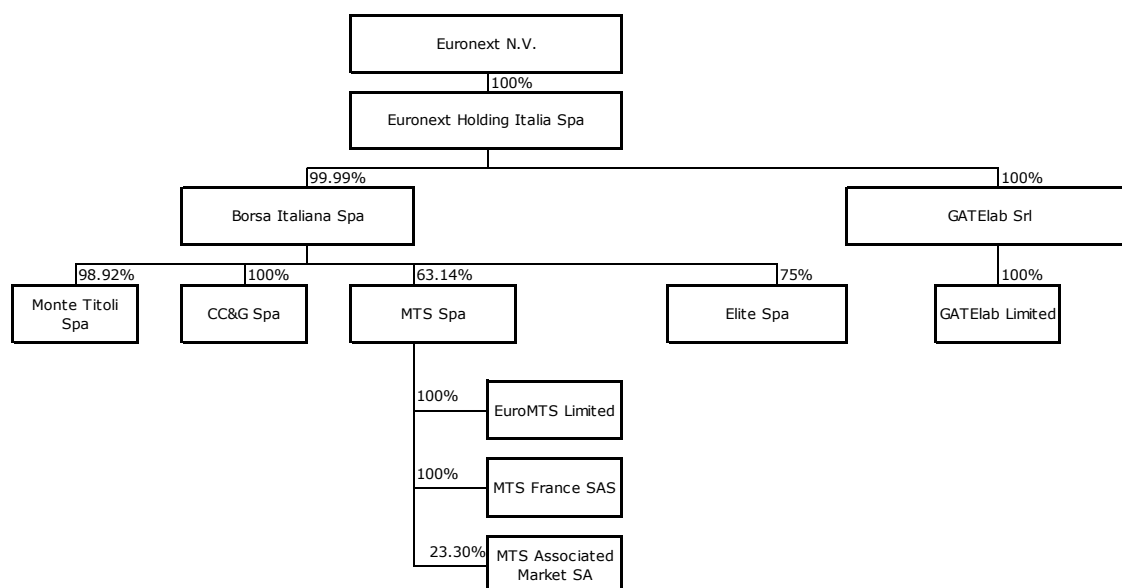 Euronext N.V.
100%
Euronext Holding Italia Spa
99.99%
100%
Borsa Italiana Spa
GATElab Srl
98.92%
100%
63.14%
75%
100%
Monte Titoli
Spa
CC&G Spa
MTS Spa
Elite Spa
GATElab Limited
100%
EuroMTS Limited
100%
MTS France SAS
23.30%
MTS Associated
Market SA